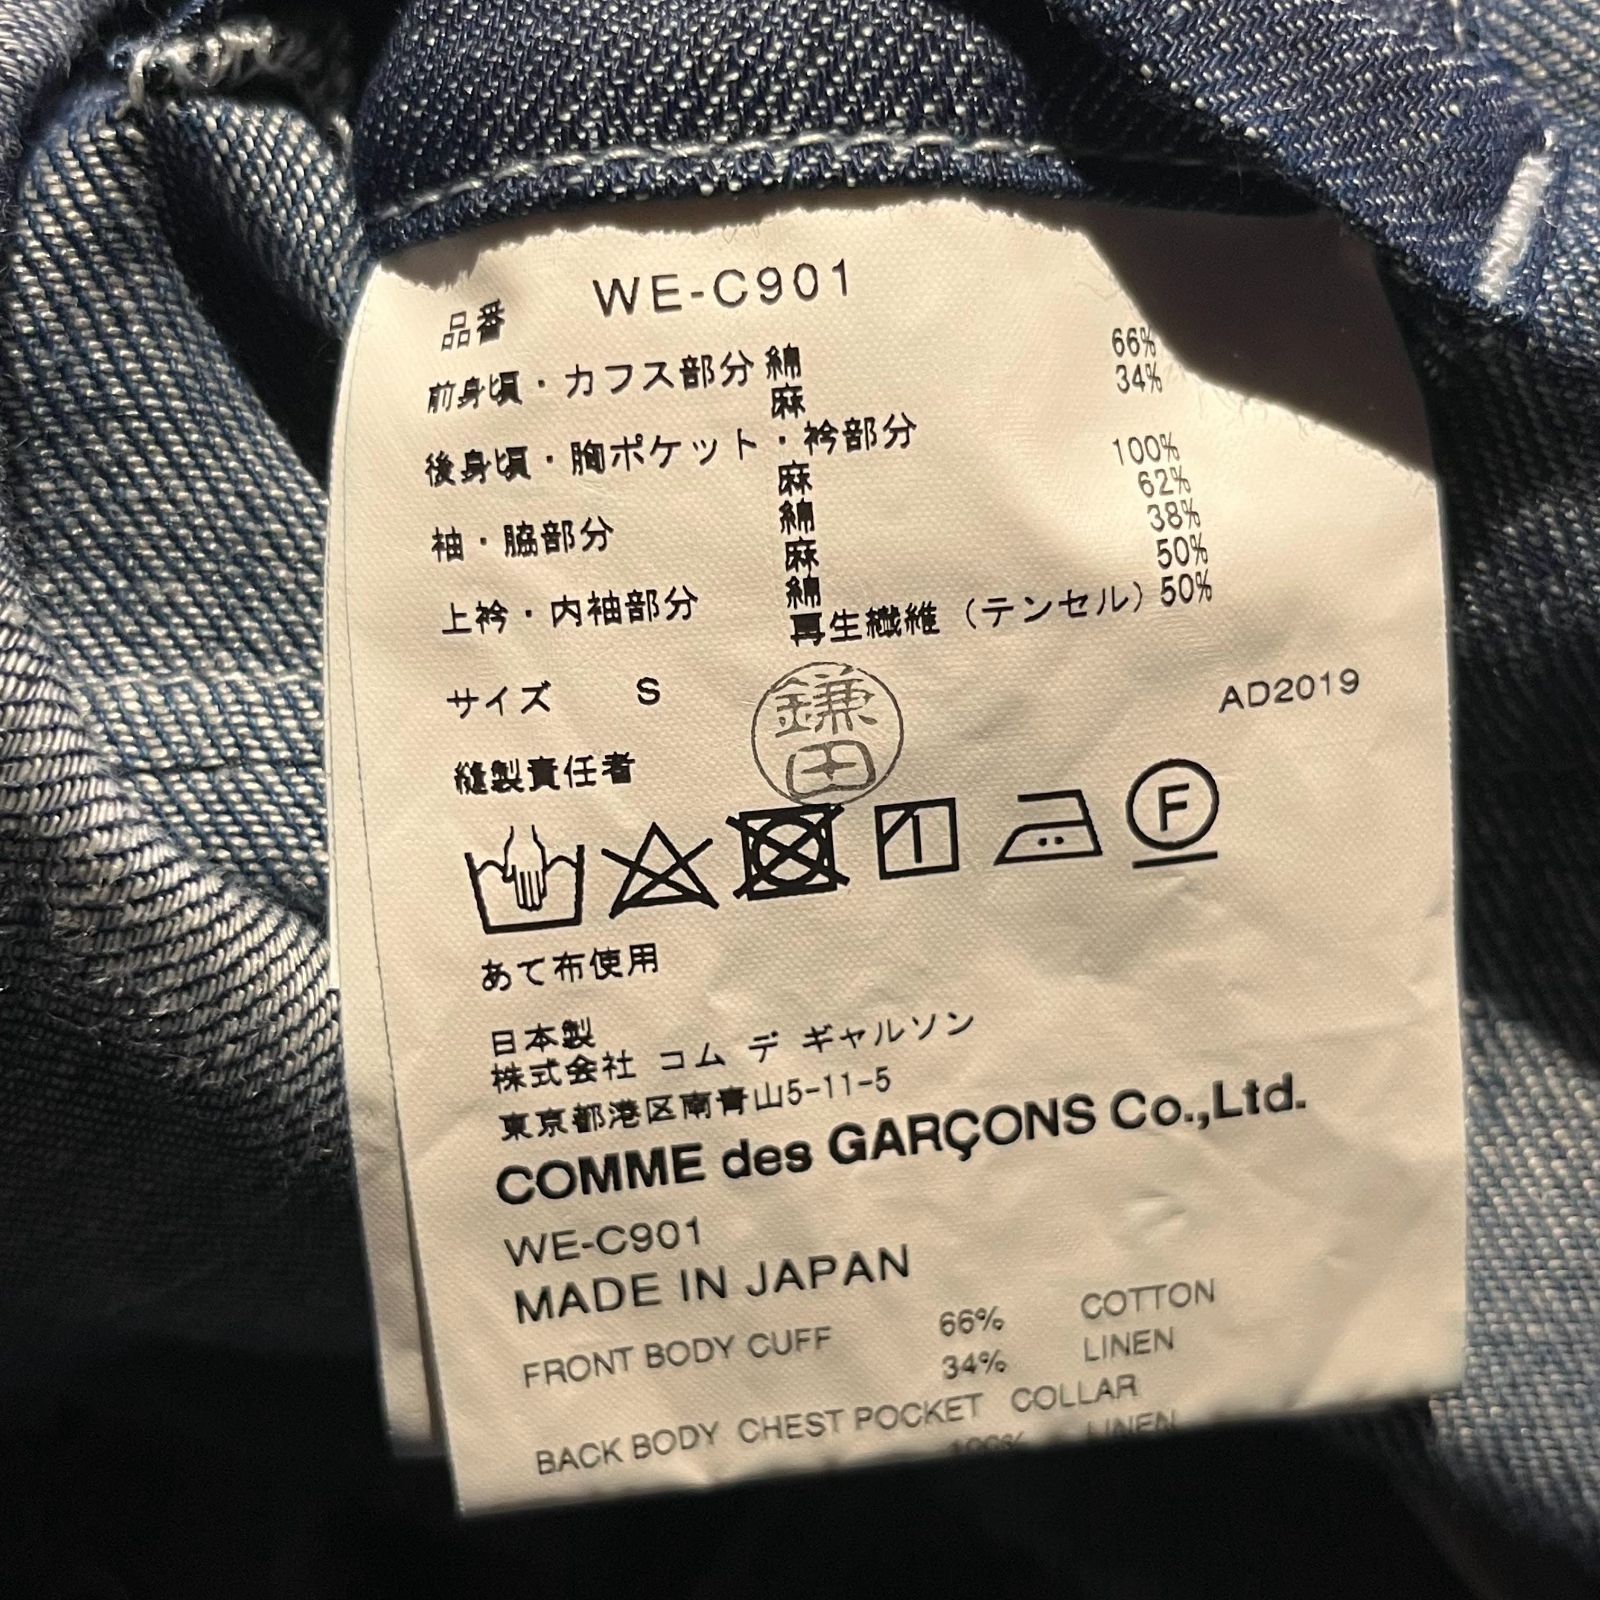 品番 WE-C901
前身頃・カフス部分 綿 66%
麻 34%
後身頃・胸ポケット・衿部分
麻 100%
袖・脇部分 綿 62%
麻 38%
上衿・内袖部分 綿 50%
再生繊維（テンセル）50%
サイズ S
鎌田
AD2019
縫製責任者
1
F
あて布使用
日本製
株式会社 コム デ ギャルソン
東京都港区南青山5-11-5
COMME des GARÇONS Co.,Ltd.
WE-C901
MADE IN JAPAN
FRONT BODY CUFF 66% COTTON
34% LINEN
BACK BODY CHEST POCKET COLLAR
100% LINEN